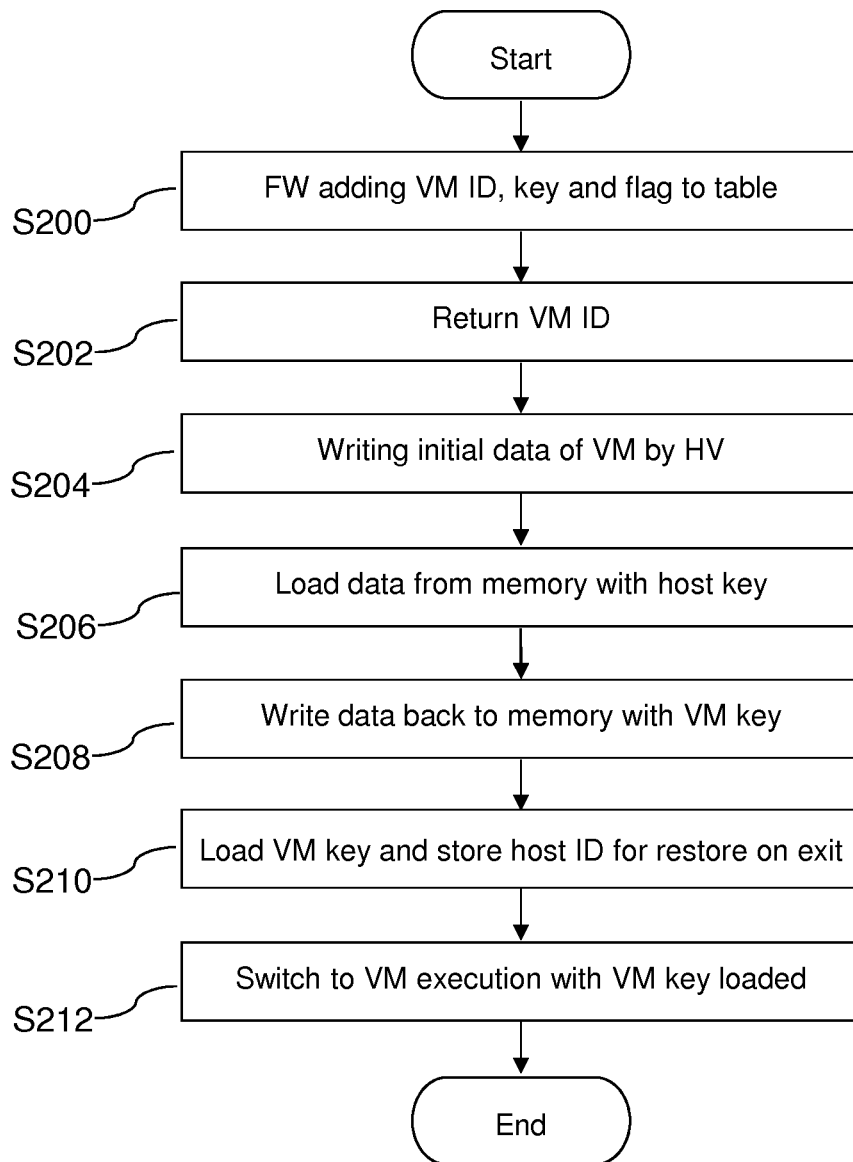 Start
FW adding VM ID, key and flag to table
S200
Return VM ID
S202
Writing initial data of VM by HV
S204
Load data from memory with host key
S206
Write data back to memory with VM key
S208
Load VM key and store host ID for restore on exit
S210
Switch to VM execution with VM key loaded
S212
End